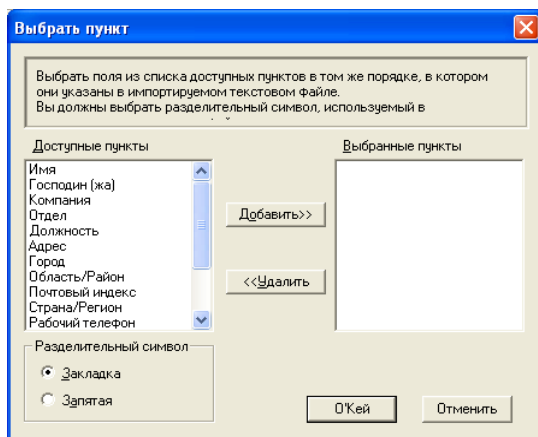 Выбрать пункт
Выбрать поля из списка доступных пунктов в том же порядке, в котором
они указаны в импортируемом текстовом файле.
Вы должны выбрать разделительный символ, используемый в
Доступные пункты
Выбранные пункты
Имя
Господин (жа)
Компания
Отдел
Должность
Адрес
Город
Область/Район
Почтовый индекс
Страна/Регион
Рабочий телефон
Добавить>>
<<Удалить
Разделительный символ
Закладка
Запятая
О'Кей
Отменить